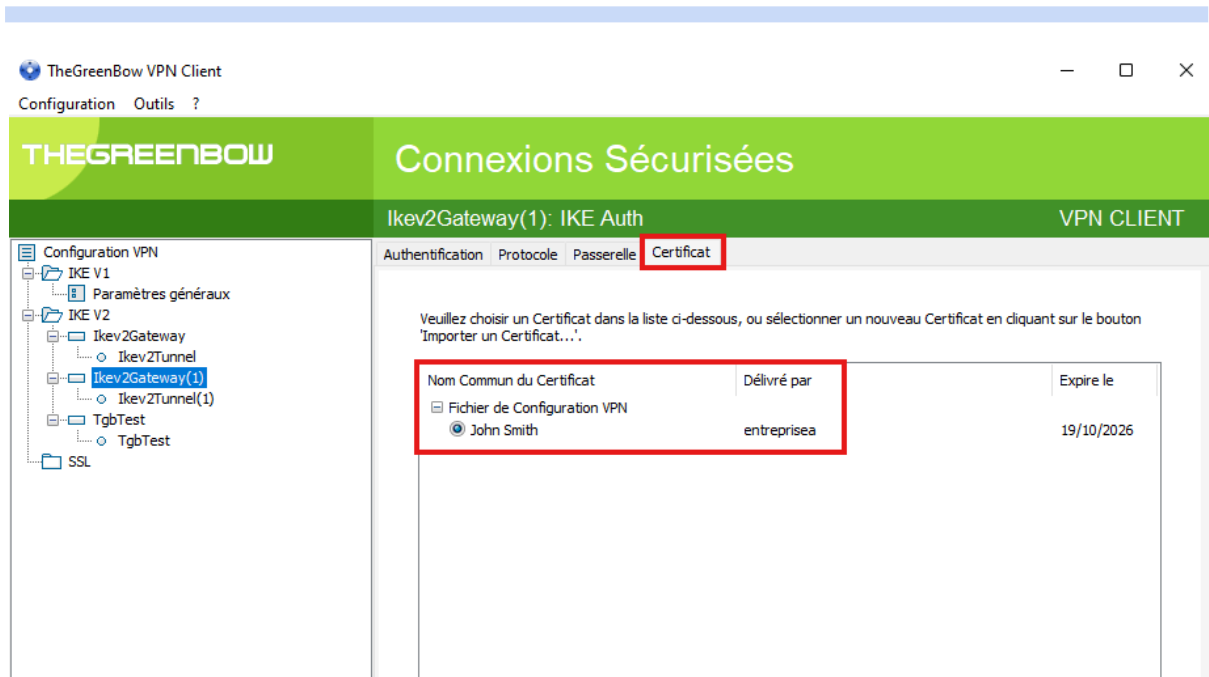 TheGreenBow VPN Client
Configuration Outils ?
THEGREENBOW
Connexions Sécurisées
Ikev2Gateway(1): IKE Auth VPN CLIENT
Configuration VPN
IKE V1
Paramètres généraux
IKE V2
Ikev2Gateway
Ikev2Tunnel
Ikev2Gateway(1)
Ikev2Tunnel(1)
TgbTest
TgbTest
SSL
Authentification Protocole Passerelle Certificat
Veuillez choisir un Certificat dans la liste ci-dessous, ou sélectionner un nouveau Certificat en cliquant sur le bouton
'Importer un Certificat...'.
Nom Commun du Certificat Délivré par Expire le
Fichier de Configuration VPN
John Smith entreprisea 19/10/2026